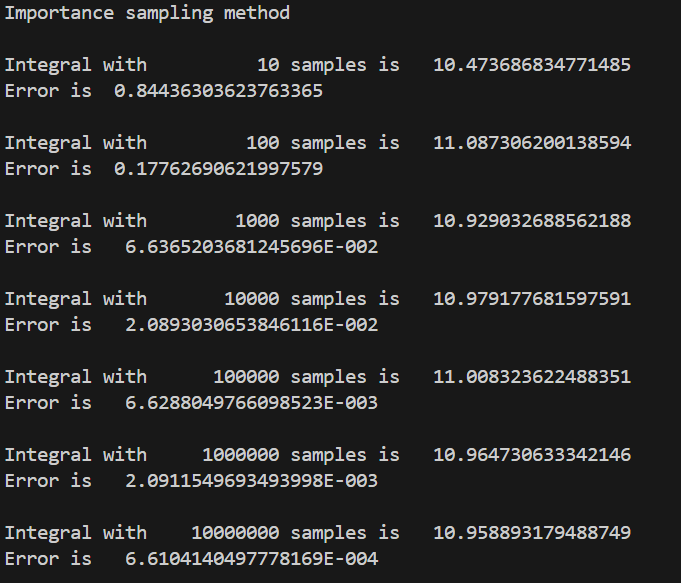 Importance sampling method
Integral with          10 samples is   10.473686834771485
Error is  0.84436303623763365
Integral with         100 samples is   11.087306200138594
Error is  0.17762690621997579
Integral with        1000 samples is   10.929032688562188
Error is   6.6365203681245696E-002
Integral with       10000 samples is   10.979177681597591
Error is   2.0893030653846116E-002
Integral with      100000 samples is   11.008323622488351
Error is   6.6288049766098523E-003
Integral with     1000000 samples is   10.964730633342146
Error is   2.0911549693493998E-003
Integral with    10000000 samples is   10.958893179488749
Error is   6.6104140497778169E-004